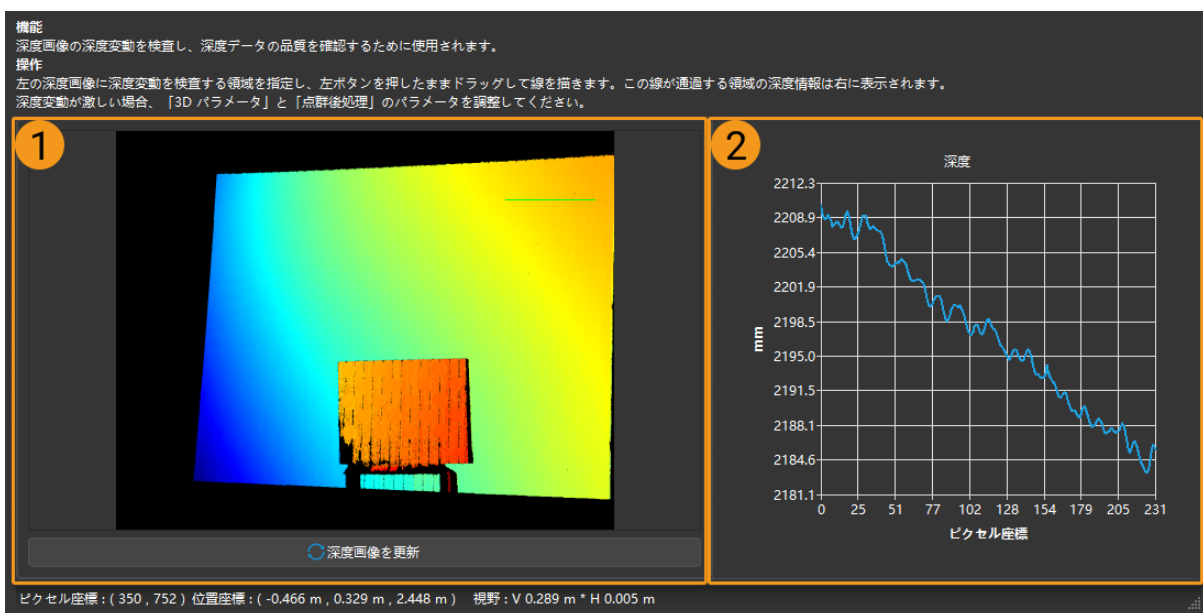 機能
深度画像の深度変動を検査し、深度データの品質を確認するために使用されます。
操作
左の深度画像に深度変動を検査する領域を指定し、左ボタンを押したままドラッグして線を描きます。この線が通過する領域の深度情報は右に表示されます。
深度変動が激しい場合、「3D パラメータ」と「点群後処理」のパラメータを調整してください。
1
2
深度
2212.3
2208.9
2205.4
2201.9
2198.5
2195.0
2191.5
2188.1
2184.6
2181.1
mm
0 25 51 77 102 128 154 179 205 231
ピクセル座標
深度画像を更新
ピクセル座標 : ( 350 , 752 ) 位置座標 : ( -0.466 m , 0.329 m , 2.448 m ) 視野 : V 0.289 m * H 0.005 m